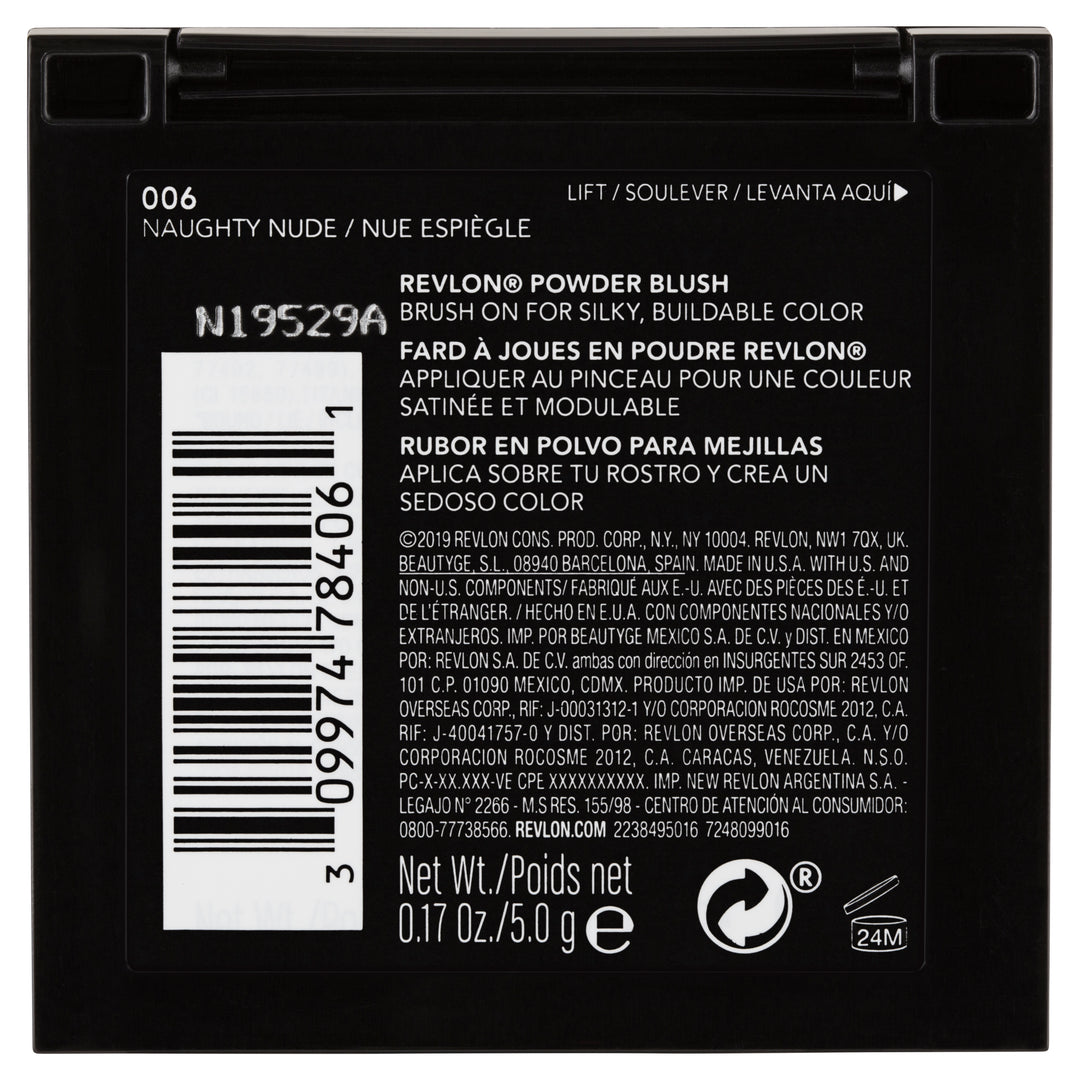 006
NAUGHTY NUDE / NUE ESPIÈGLE
LIFT / SOULEVER / LEVANTA AQUÍ
N19529A
REVLON® POWDER BLUSH
BRUSH ON FOR SILKY, BUILDABLE COLOR
FARD À JOUES EN POUDRE REVLON®
APPLIQUER AU PINCEAU POUR UNE COULEUR
SATINÉE ET MODULABLE
RUBOR EN POLVO PARA MEJILLAS
APLICA SOBRE TU ROSTRO Y CREA UN
SEDOSO COLOR
©2019 REVLON CONS. PROD. CORP., N.Y., NY 10004. REVLON, NW1 7QX, UK.
BEAUTYGE, S.L., 08940 BARCELONA, SPAIN. MADE IN U.S.A. WITH U.S. AND
NON-U.S. COMPONENTS/ FABRIQUÉ AUX E.-U. AVEC DES PIÈCES DES É.-U. ET
DE L'ÉTRANGER. / HECHO EN E.U.A. CON COMPONENTES NACIONALES Y/O
EXTRANJEROS. IMP. POR BEAUTYGE MEXICO S.A. DE C.V. y DIST. EN MEXICO
POR: REVLON S.A. DE C.V. ambas con dirección en INSURGENTES SUR 2453 OF.
101 C.P. 01090 MEXICO, CDMX. PRODUCTO IMP. DE USA POR: REVLON
OVERSEAS CORP., RIF: J-00031312-1 Y/O CORPORACION ROCOSME 2012, C.A.
RIF: J-40041757-0 Y DIST. POR: REVLON OVERSEAS CORP., C.A. Y/O
CORPORACION ROCOSME 2012, C.A. CARACAS, VENEZUELA. N.S.O.
PC-X-XX.XXX-VE CPE XXXXXXXXXX. IMP. NEW REVLON ARGENTINA S.A. -
LEGAJO N° 2266 - M.S RES. 155/98 - CENTRO DE ATENCIÓN AL CONSUMIDOR:
0800-77738566. REVLON.COM 2238495016 7248099016
3 09974 78406 1
Net Wt./Poids net
0.17 Oz./5.0 g e
®
24M